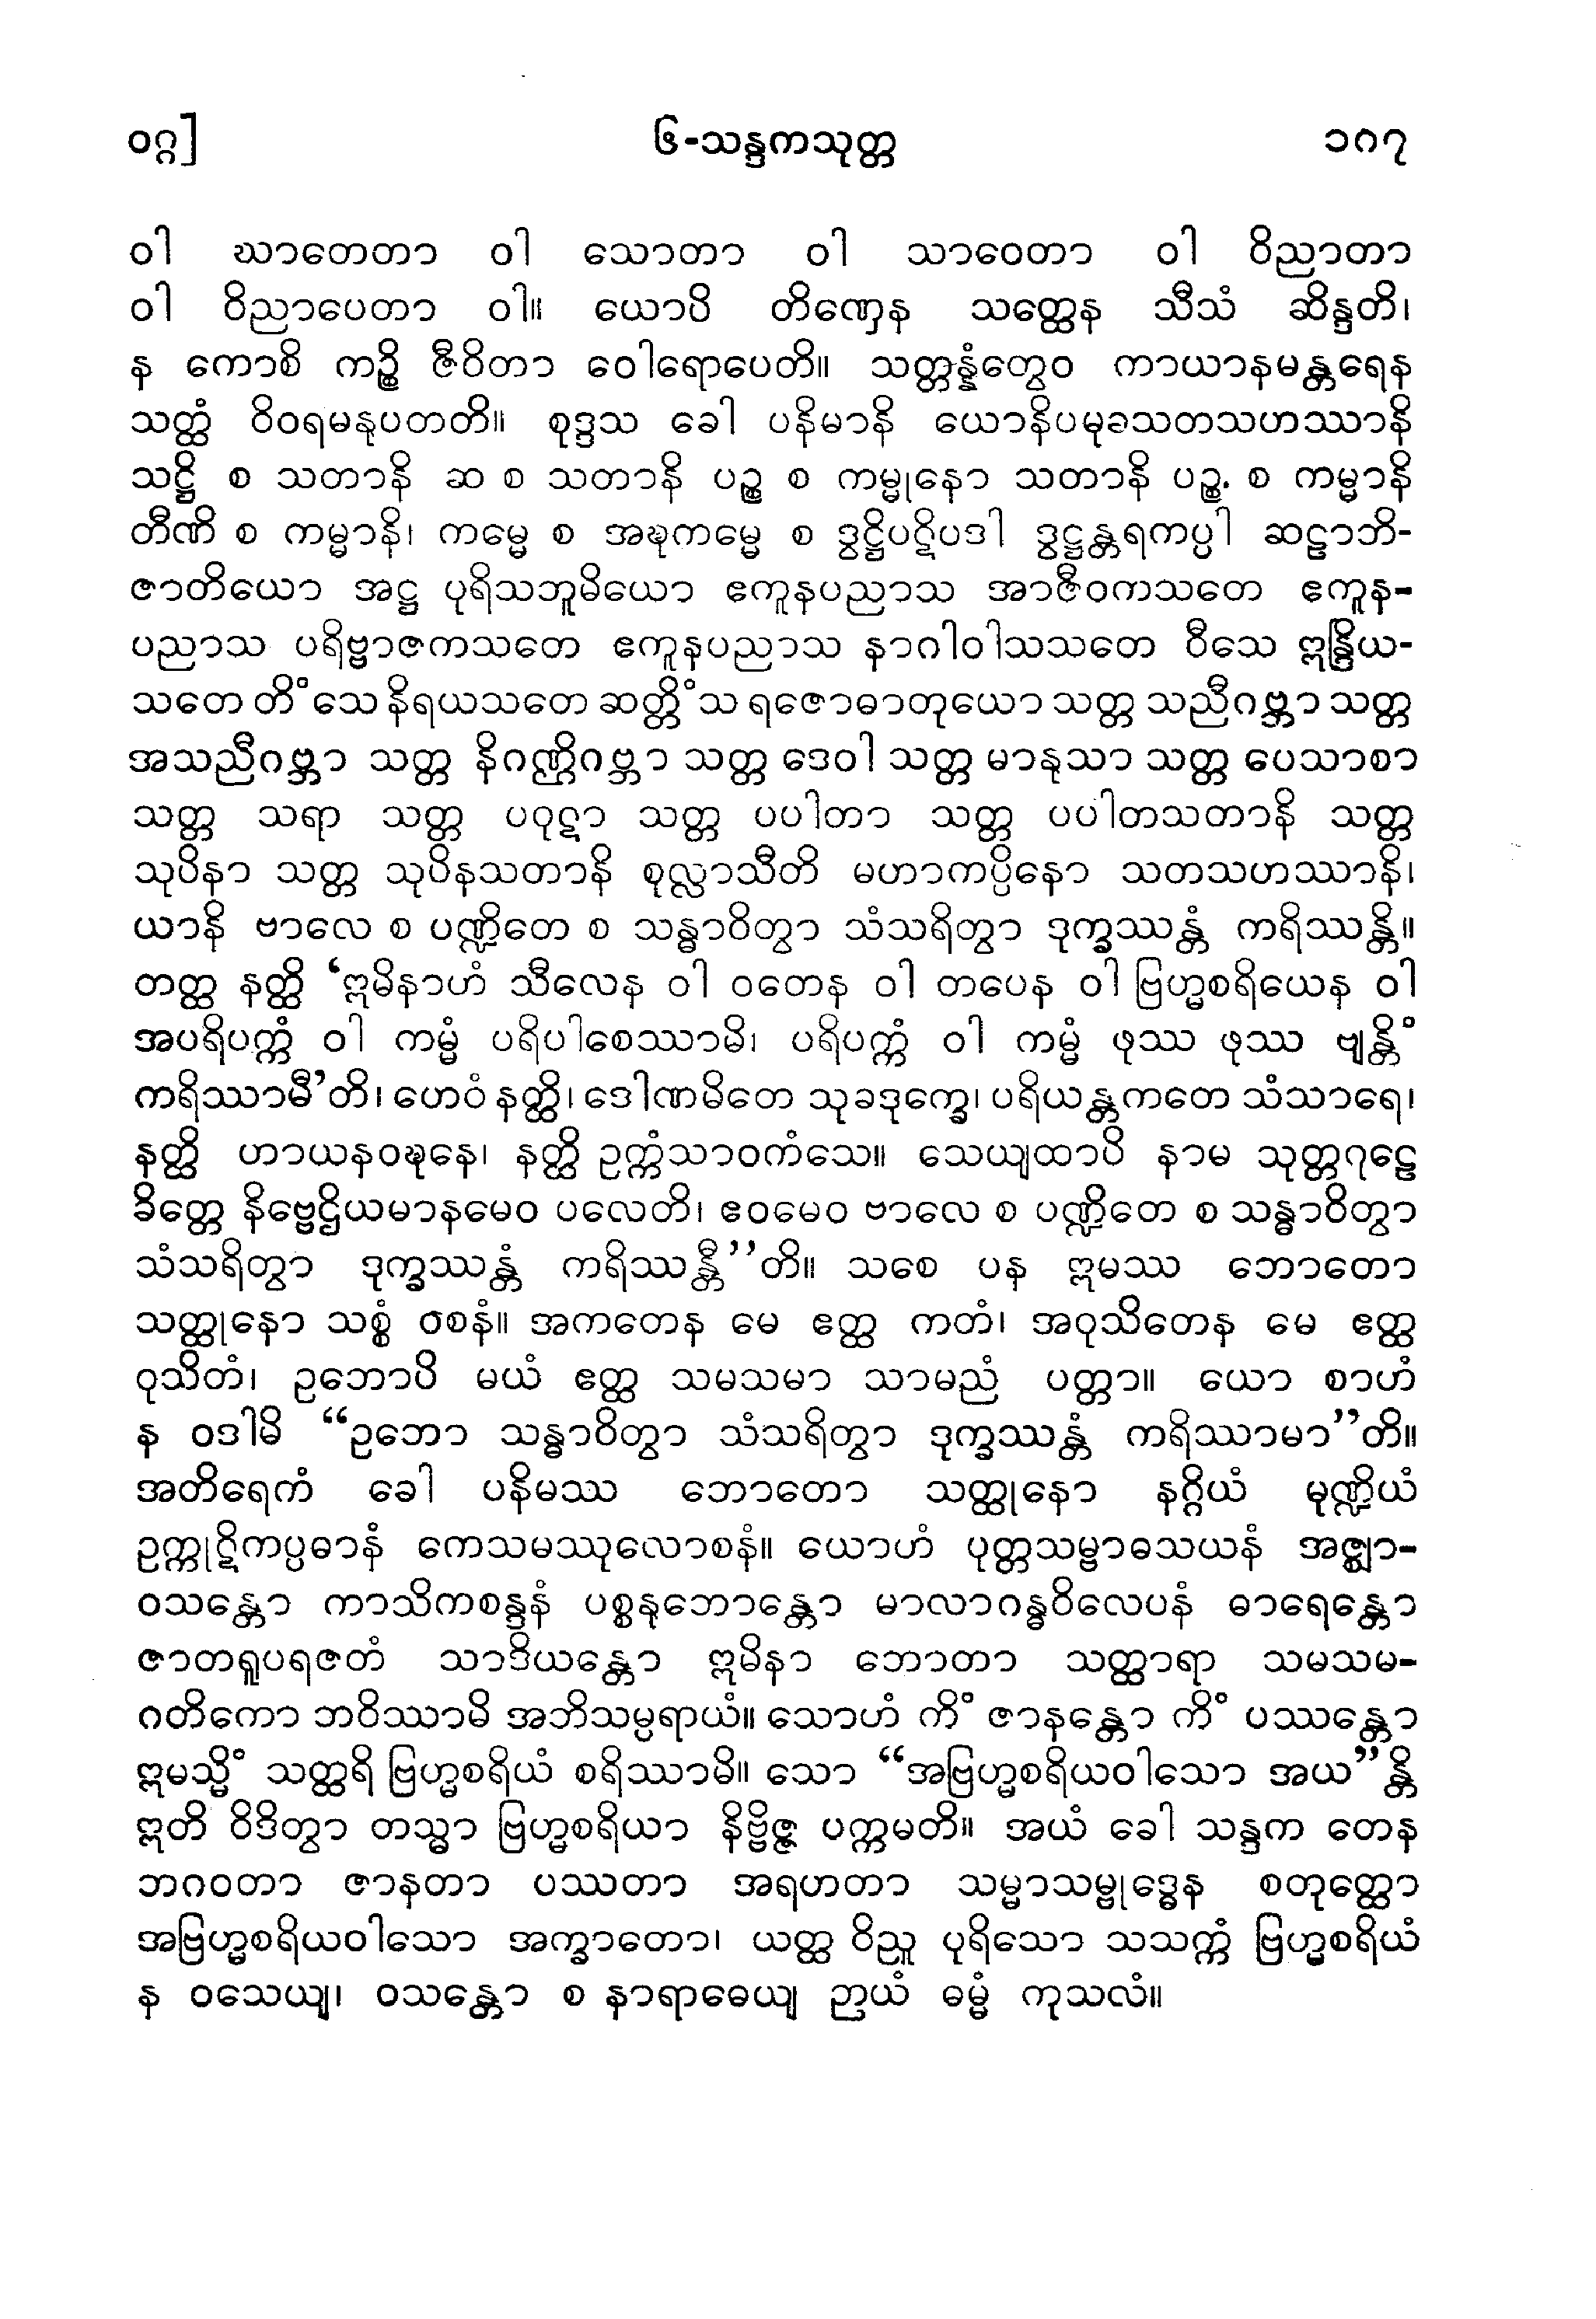 ဝဂ္ဂ]
၆-သန္ဒကသုတ္တ
၁၈၇
ဝါ ဃာတေတာ ဝါ သောတာ ဝါ သာဝေတာ ဝါ ဝိညာတာ
ဝါ ဝိညာပေတာ ဝါ။ ယောပိ တိဏှေန သတ္ထေန သီသံ ဆိန္ဒတိ၊
န ကောစိ ကဉ္စိ ဇီဝိတာ ဝေါရောပေတိ။ သတ္တန္နံတွေဝ ကာယာနမန္တရေန
သတ္ထံ ဝိဝရမနုပတတိ။ စုဒ္ဒသ ခေါ ပနိမာနိ ယောနိပမုခသတသဟဿာနိ
သဋ္ဌိ စ သတာနိ ဆ စ သတာနိ ပဉ္စ စ ကမ္မုနော သတာနိ ပဉ္စ. စ ကမ္မာနိ
တီဏိ စ ကမ္မာနိ၊ ကမ္မေ စ အဍ္ဎကမ္မေ စ ဒွဋ္ဌိပဋိပဒါ ဒွဋ္ဌန္တရကပ္ပါ ဆဠာဘိ-
ဇာတိယော အဋ္ဌ ပုရိသဘူမိယော ဧကူနပညာသ အာဇီဝကသတေ ဧကူန-
ပညာသ ပရိဗ္ဗာဇကသတေ ဧကူနပညာသ နာဂါဝါသသတေ ဝီသေ ဣန္ဒြိယ-
သတေ တိံသေ နိရယသတေ ဆတ္တိံသ ရဇောဓာတုယော သတ္တ သညီဂဗ္ဘာ သတ္တ
အသညီဂဗ္ဘာ သတ္တ နိဂဏ္ဌိဂဗ္ဘာ သတ္တ ဒေဝါ သတ္တ မာနုသာ သတ္တ ပေသာစာ
သတ္တ သရာ သတ္တ ပဝုဋာ သတ္တ ပပါတာ သတ္တ ပပါတသတာနိ သတ္တ
သုပိနာ သတ္တ သုပိနသတာနိ စုလ္လာသီတိ မဟာကပ္ပိနော သတသဟဿာနိ၊
ယာနိ ဗာလေ စ ပဏ္ဍိတေ စ သန္ဓာဝိတွာ သံသရိတွာ ဒုက္ခဿန္တံ ကရိဿန္တိ။
တတ္ထ နတ္ထိ ‘ဣမိနာဟံ သီလေန ဝါ ဝတေန ဝါ တပေန ဝါ ဗြဟ္မစရိယေန ဝါ
အပရိပက္ကံ ဝါ ကမ္မံ ပရိပါစေဿာမိ၊ ပရိပက္ကံ ဝါ ကမ္မံ ဖုဿ ဖုဿ ဗျန္တိံ
ကရိဿာမီ’တိ၊ ဟေဝံ နတ္ထိ၊ ဒေါဏမိတေ သုခဒုက္ခေ၊ ပရိယန္တကတေ သံသာရေ၊
နတ္ထိ ဟာယနဝဍ္ဎနေ၊ နတ္ထိ ဥက္ကံသာဝကံသေ။ သေယျထာပိ နာမ သုတ္တဂုဠေ
ခိတ္တေ နိဗ္ဗေဌိယမာနမေဝ ပလေတိ၊ ဧဝမေဝ ဗာလေ စ ပဏ္ဍိတေ စ သန္ဓာဝိတွာ
သံသရိတွာ ဒုက္ခဿန္တံ ကရိဿန္တီ’’တိ။ သစေ ပန ဣမဿ ဘောတော
သတ္ထုနော သစ္စံ ဝစနံ။ အကတေန မေ ဧတ္ထ ကတံ၊ အဝုသိတေန မေ ဧတ္ထ
ဝုသိတံ၊ ဥဘောပိ မယံ ဧတ္ထ သမသမာ သာမညံ ပတ္တာ။ ယော စာဟံ
န ဝဒါမိ “ဥဘော သန္ဓာဝိတွာ သံသရိတွာ ဒုက္ခဿန္တံ ကရိဿာမာ’’တိ။
အတိရေကံ ခေါ ပနိမဿ ဘောတော သတ္ထုနော နဂ္ဂိယံ မုဏ္ဍိယံ
ဥက္ကုဋိကပ္ပဓာနံ ကေသမဿုလောစနံ။ ယောဟံ ပုတ္တသမ္ဗာဓသယနံ အဇ္ဈာ-
ဝသန္တော ကာသိကစန္ဒနံ ပစ္စနုဘောန္တော မာလာဂန္ဓဝိလေပနံ ဓာရေန္တော
ဇာတရူပရဇတံ သာဒိယန္တော ဣမိနာ ဘောတာ သတ္ထာရာ သမသမ-
ဂတိကော ဘဝိဿာမိ အဘိသမ္ပရာယံ။ သောဟံ ကိံ ဇာနန္တော ကိံ ပဿန္တော
ဣမသ္မိံ သတ္ထရိ ဗြဟ္မစရိယံ စရိဿာမိ။ သော “အဗြဟ္မစရိယဝါသော အယ”န္တိ
ဣတိ ဝိဒိတွာ တသ္မာ ဗြဟ္မစရိယာ နိဗ္ဗိဇ္ဇ ပက္ကမတိ။ အယံ ခေါ သန္ဒက တေန
ဘဂဝတာ ဇာနတာ ပဿတာ အရဟတာ သမ္မာသမ္ဗုဒ္ဓေန စတုတ္ထော
အဗြဟ္မစရိယဝါသော အက္ခာတော၊ ယတ္ထ ဝိညူ ပုရိသော သသက္ကံ ဗြဟ္မစရိယံ
န ဝသေယျ၊ ဝသန္တော စ နာရာဓေယျ ဉာယံ ဓမ္မံ ကုသလံ။